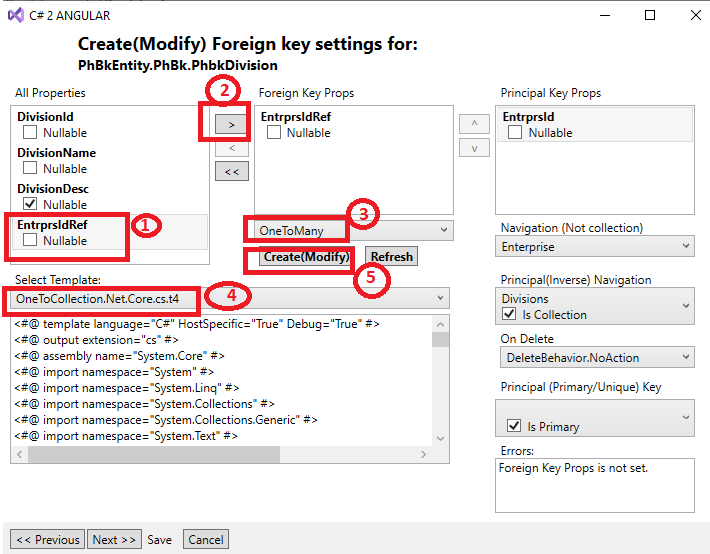 C# 2 ANGULAR
Create(Modify) Foreign key settings for:
PhBkEntity.PhBk.PhbkDivision
All Properties
2
Foreign Key Props
Principal Key Props
DivisionId
Nullable
DivisionName
Nullable
DivisionDesc
Nullable
EntrprsIdRef
Nullable
1
>
<
<<
EntrprsIdRef
Nullable
^
v
EntrprsId
Nullable
3
OneToMany
Create(Modify)
Refresh
5
Navigation (Not collection)
Enterprise
Select Template:
OneToCollection.Net.Core.cs.t4
4
<#@ template language="C#" HostSpecific="True" Debug="True" #>
<#@ output extension="cs" #>
<#@ assembly name="System.Core" #>
<#@ import namespace="System" #>
<#@ import namespace="System.Linq" #>
<#@ import namespace="System.Collections" #>
<#@ import namespace="System.Collections.Generic" #>
<#@ import namespace="System.Text" #>
Principal(Inverse) Navigation
Divisions
Is Collection
On Delete
DeleteBehavior.NoAction
Principal (Primary/Unique) Key
Is Primary
Errors:
Foreign Key Props is not set.
<< Previous
Next >>
Save
Cancel